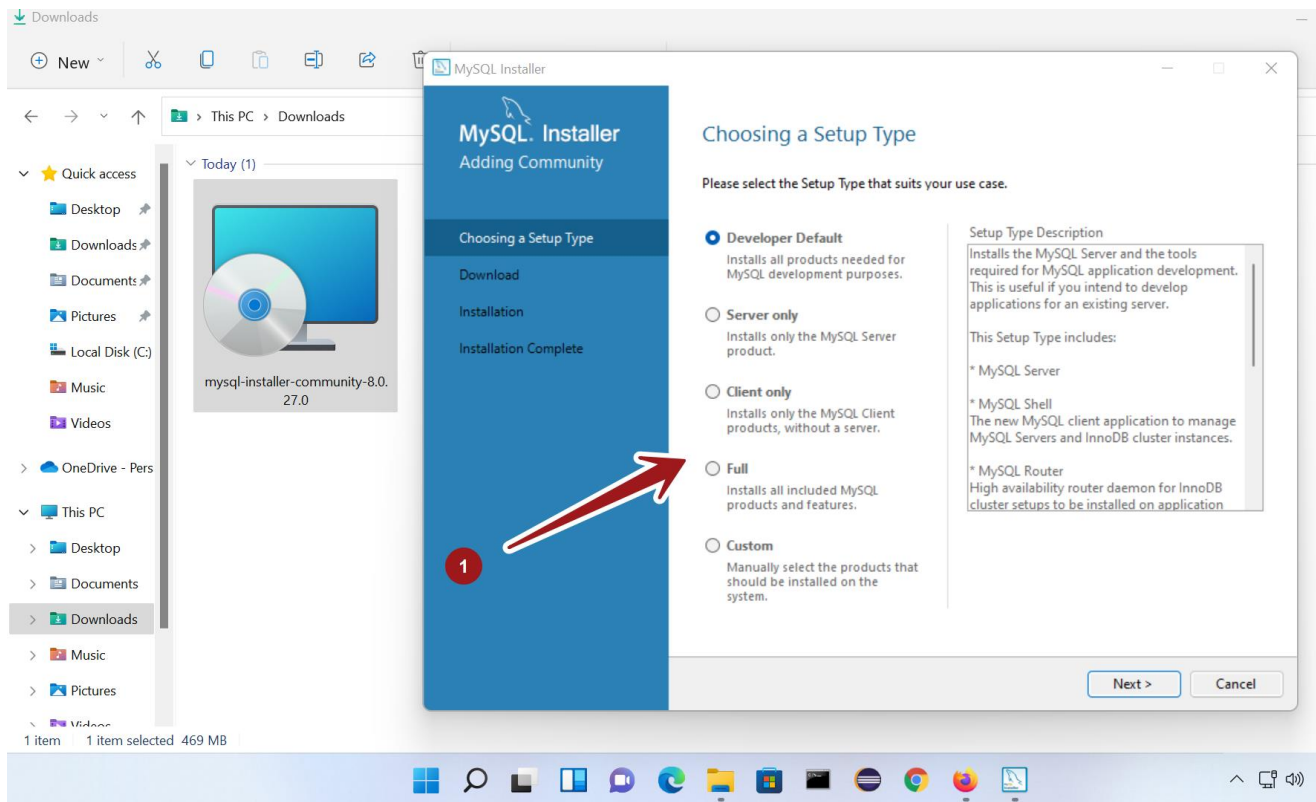 Downloads
New
This PC > Downloads
Quick access
Desktop
Downloads
Documents
Pictures
Local Disk (C:)
Music
Videos
OneDrive - Pers
This PC
Desktop
Documents
Downloads
Music
Pictures
Videos
Today (1)
mysql-installer-community-8.0.
27.0
1 item
1 item selected 469 MB
MySQL Installer
MySQL. Installer
Adding Community
Choosing a Setup Type
Download
Installation
Installation Complete
1
Choosing a Setup Type
Please select the Setup Type that suits your use case.
Developer Default
Installs all products needed for
MySQL development purposes.
Server only
Installs only the MySQL Server
product.
Client only
Installs only the MySQL Client
products, without a server.
Full
Installs all included MySQL
products and features.
Custom
Manually select the products that
should be installed on the
system.
Setup Type Description
Installs the MySQL Server and the tools
required for MySQL application development.
This is useful if you intend to develop
applications for an existing server.
This Setup Type includes:
* MySQL Server
* MySQL Shell
The new MySQL client application to manage
MySQL Servers and InnoDB cluster instances.
* MySQL Router
High availability router daemon for InnoDB
cluster setups to be installed on application
Next >
Cancel